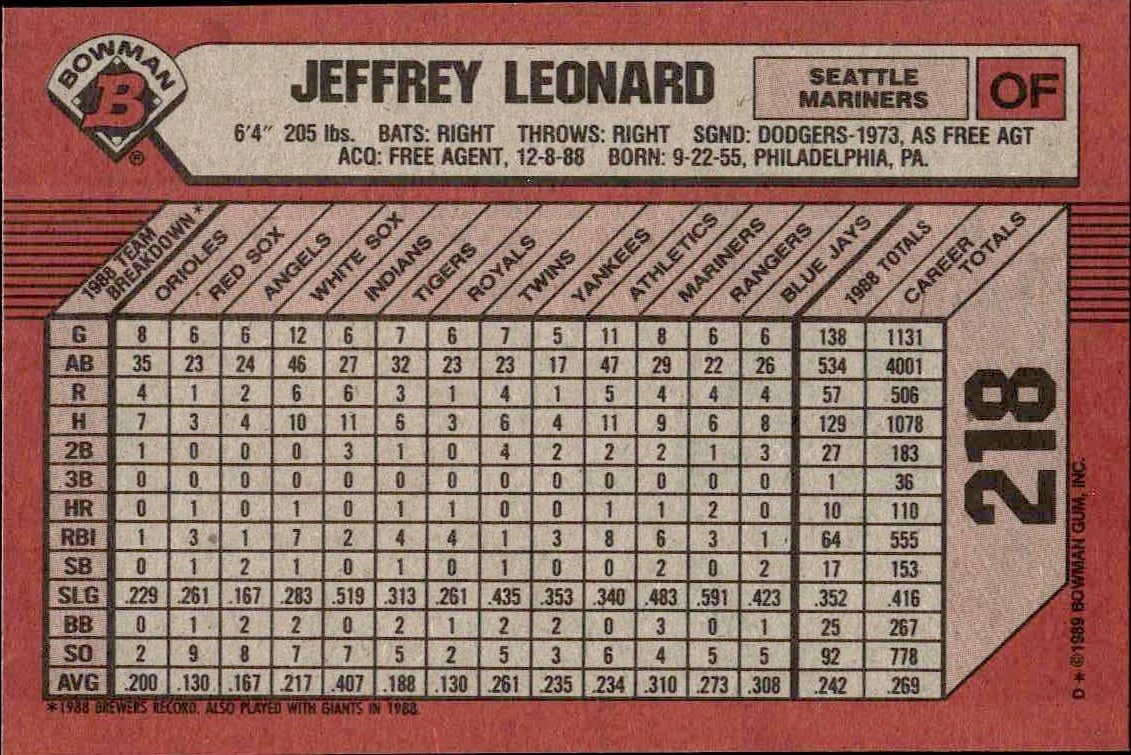 BOWMAN
B
®
JEFFREY LEONARD
SEATTLE
MARINERS
OF
6'4" 205 lbs. BATS: RIGHT THROWS: RIGHT SGND: DODGERS-1973, AS FREE AGT
ACQ: FREE AGENT, 12-8-88 BORN: 9-22-55, PHILADELPHIA, PA.
1988 TEAM
BREAKDOWN* ORIOLES RED SOX ANGELS WHITE SOX INDIANS TIGERS ROYALS TWINS YANKEES ATHLETICS MARINERS RANGERS BLUE JAYS 1988 TOTALS CAREER
TOTALS
G 8 6 6 12 6 7 6 7 5 11 8 6 6 138 1131
AB 35 23 24 46 27 32 23 23 17 47 29 22 26 534 4001
R 4 1 2 6 6 3 1 4 1 5 4 4 4 57 506
H 7 3 4 10 11 6 3 6 4 11 9 6 8 129 1078
2B 1 0 0 0 3 1 0 4 2 2 2 1 3 27 183
3B 0 0 0 0 0 0 0 0 0 0 0 0 0 1 36
HR 0 1 0 1 0 1 1 0 0 1 1 2 0 10 110
RBI 1 3 1 7 2 4 4 1 3 8 6 3 1 64 555
SB 0 1 2 1 0 1 0 1 0 0 2 0 2 17 153
SLG .229 .261 .167 .283 .519 .313 .261 .435 .353 .340 .483 .591 .423 .352 .416
BB 0 1 2 2 0 2 1 2 2 0 3 0 1 25 267
SO 2 9 8 7 7 5 2 5 3 6 4 5 5 92 778
AVG .200 .130 .167 .217 .407 .188 .130 .261 .235 .234 .310 .273 .308 .242 .269
*1988 BREWERS RECORD. ALSO PLAYED WITH GIANTS IN 1988.
218
D*©1989 BOWMAN GUM, INC.